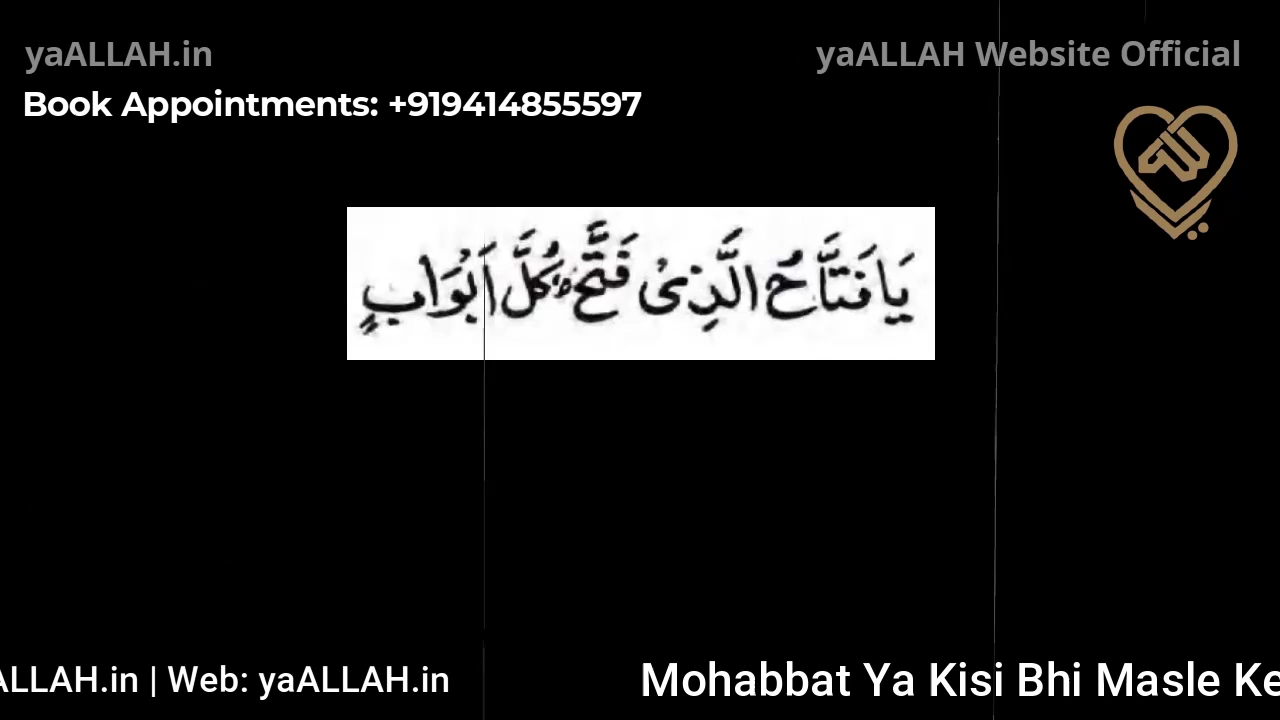 yaALLAH.in
yaALLAH Website Official
Book Appointments: +919414855597
يَا فَتَّاحُ الَّذِىْ فَتَّحَ كُلَّ اَبْوَابٍ
ALLAH.in | Web: yaALLAH.in
Mohabbat Ya Kisi Bhi Masle Ke